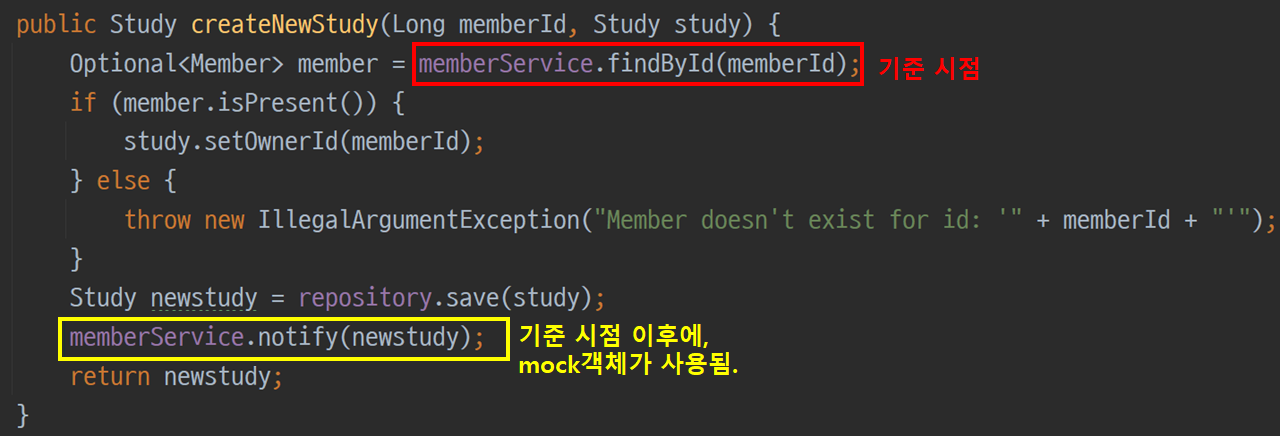 public Study createNewStudy(Long memberId, Study study) {
Optional<Member> member = memberService.findById(memberId); 기준 시점
if (member.isPresent()) {
study.setOwnerId(memberId);
} else {
throw new IllegalArgumentException("Member doesn't exist for id: '" + memberId + "'");
}
Study newstudy = repository.save(study);
memberService.notify(newstudy); 기준 시점 이후에,
mock객체가 사용됨.
return newstudy;
}